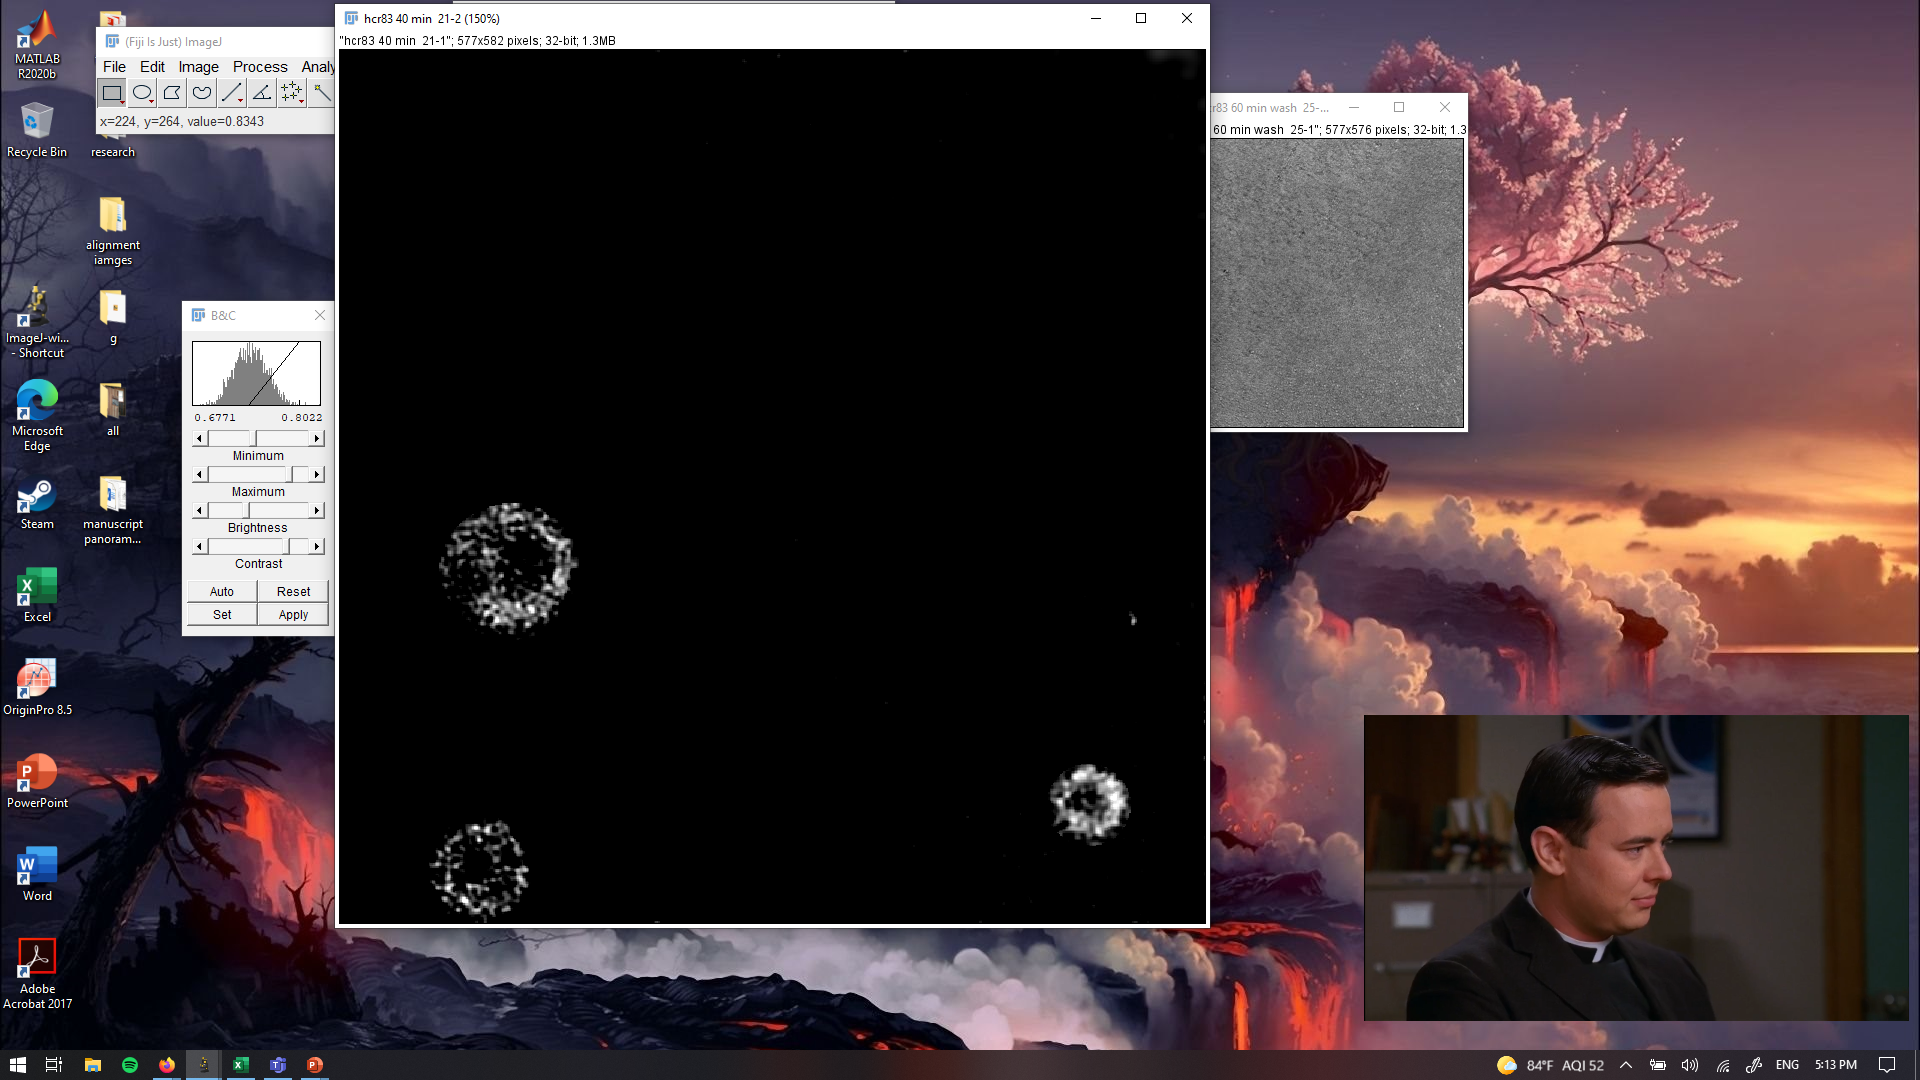 MATLAB
R2020b
Recycle Bin
research
alignment
iamges
ImageJ-wi...
- Shortcut
g
Microsoft
Edge
all
Steam
manuscript
panoram...
Excel
OriginPro 8.5
PowerPoint
Word
Adobe
Acrobat 2017
(Fiji Is Just) ImageJ
File Edit Image Process Analy
x=224, y=264, value=0.8343
B&C
0.6771 0.8022
Minimum
Maximum
Brightness
Contrast
Auto Reset
Set Apply
hcr83 40 min 21-2 (150%)
"hcr83 40 min 21-1"; 577x582 pixels; 32-bit; 1.3MB
r83 60 min wash 25-...
60 min wash 25-1"; 577x576 pixels; 32-bit; 1.3
84°F AQI 52 ENG 5:13 PM